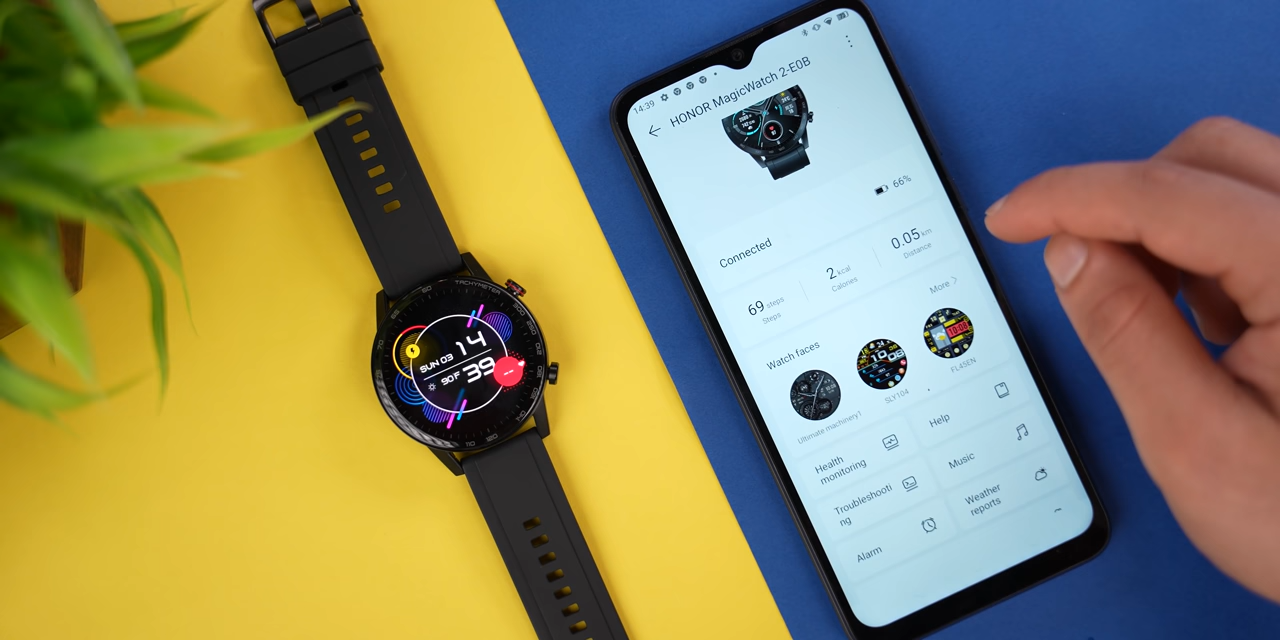 TACHYMETER
SUN 03
14
90°F
39
14:39
HONOR MagicWatch 2-E0B
66%
Connected
69 steps
Steps
2 kcal
Calories
0.05 km
Distance
More
Watch faces
Ultimate machinery1
SLY104
FL45EN
Health
monitoring
Help
Troubleshooti
ng
Music
Alarm
Weather
reports